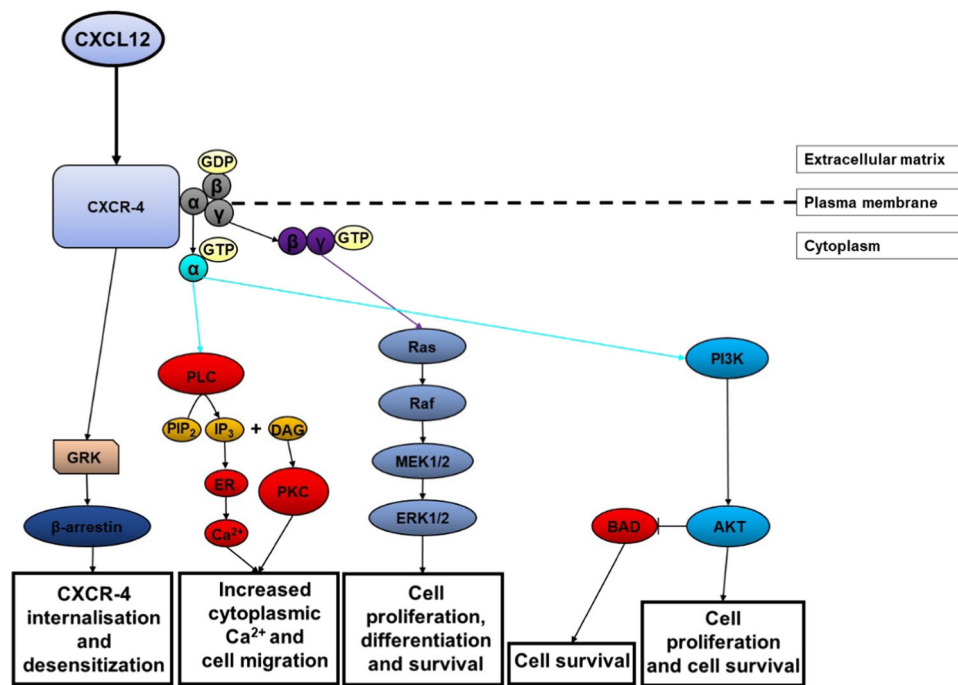 CXCL12
CXCR-4
GDP
β
α
γ
Extracellular matrix
Plasma membrane
Cytoplasm
β γ GTP
GTP
α
Ras
PI3K
PLC
Raf
PIP₂ IP₃ + DAG
GRK
MEK1/2
ER
PKC
ERK1/2
β-arrestin
Ca²⁺
BAD
AKT
CXCR-4
internalisation
and
desensitization
Increased
cytoplasmic
Ca²⁺ and
cell migration
Cell
proliferation,
differentiation
and survival
Cell survival
Cell
proliferation
and cell survival